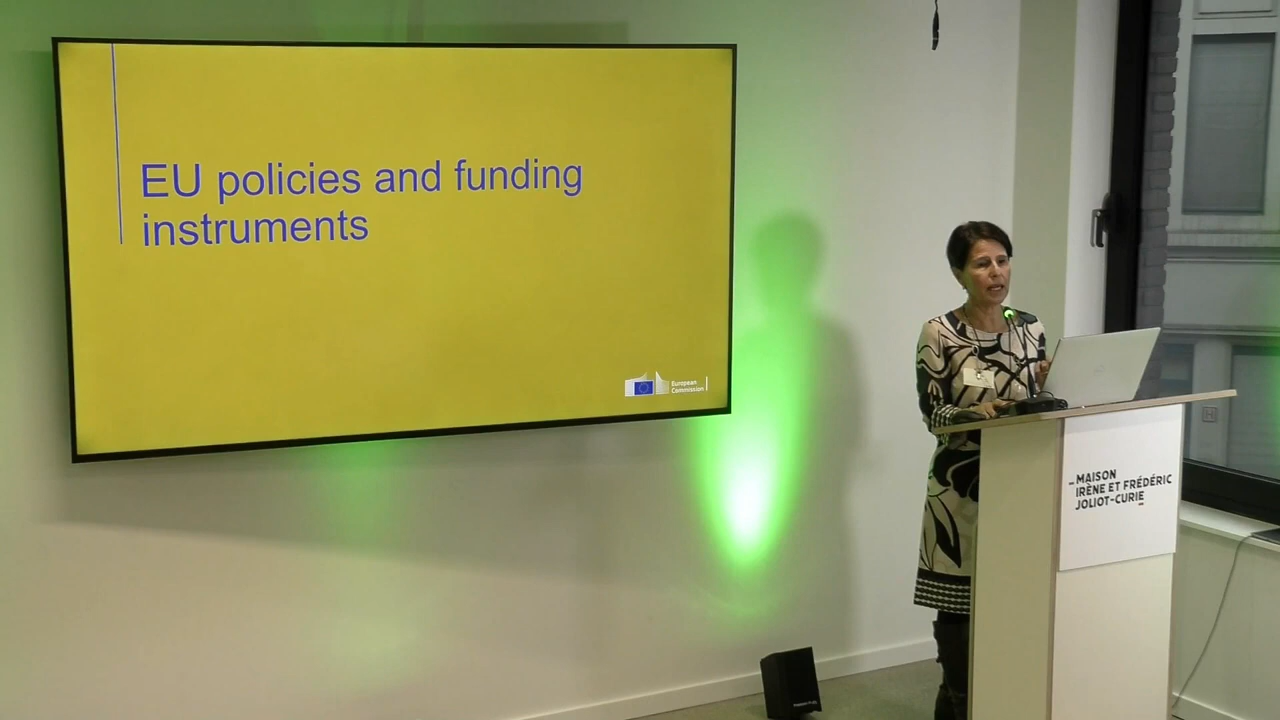 EU policies and funding
instruments
European
Commission
MAISON
IRÈNE ET FRÉDÉRIC
JOLIOT-CURIE